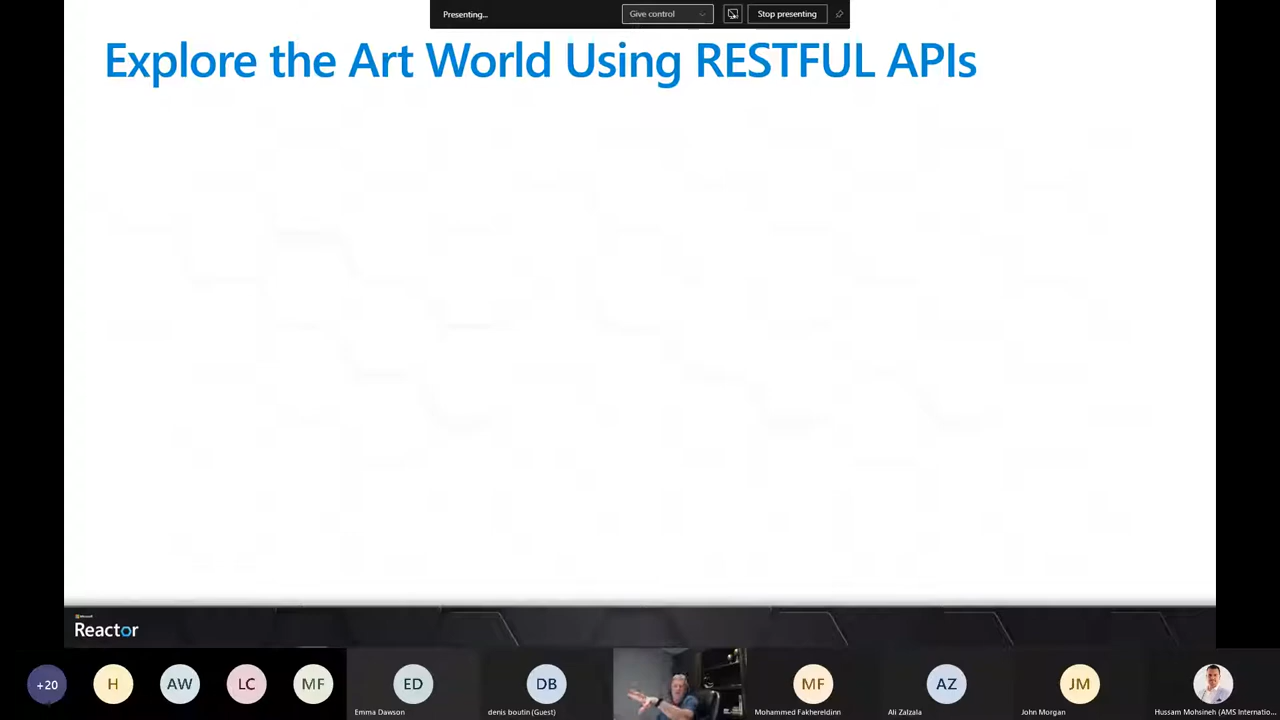 Presenting...
Give control
Stop presenting
Explore the Art World Using RESTFUL APIs
Microsoft
Reactor
+20
H
AW
LC
MF
ED
DB
MF
AZ
JM
Emma Dawson
denis boutin (Guest)
Mohammed Fakhereldinn
Ali Zalzala
John Morgan
Hussam Mohsineh (AMS Internatio...